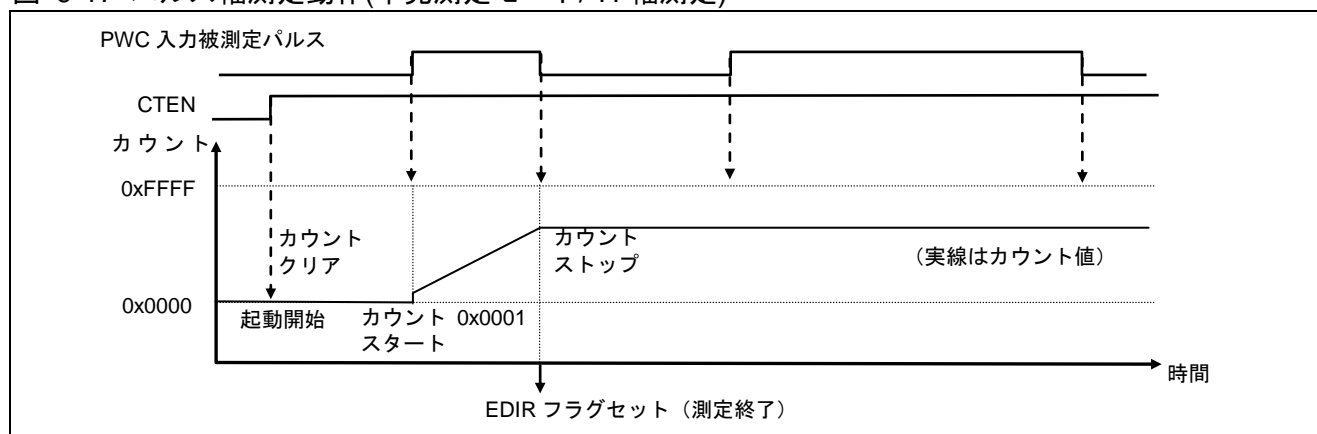 PWC 入力被測定パルス
CTEN
カウント
0xFFFF
カウント
クリア
カウント
ストップ
(実線はカウント値)
0x0000
起動開始
カウント 0x0001
スタート
時間
EDIR フラグセット (測定終了)